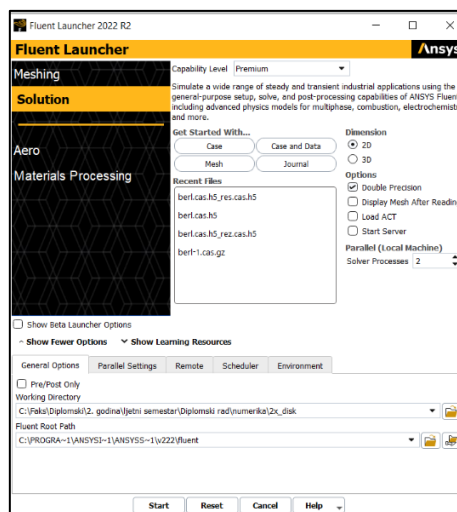 Fluent Launcher 2022 R2
Fluent Launcher
Ansys
Meshing
Solution
Aero
Materials Processing
Capability Level Premium
Simulate a wide range of steady and transient industrial applications using the
general-purpose setup, solve, and post-processing capabilities of ANSYS Fluent
including advanced physics models for multiphase, combustion, electrochemistr
and more.
Get Started With...
Case
Case and Data
Mesh
Journal
Recent Files
berl.cas.h5_res.cas.h5
berl.cas.h5
berl.cas.h5_rez.cas.h5
berl-1.cas.gz
Dimension
2D
3D
Options
Double Precision
Display Mesh After Reading
Load ACT
Start Server
Parallel (Local Machine)
Solver Processes 2
Show Beta Launcher Options
Show Fewer Options
Show Learning Resources
General Options
Parallel Settings
Remote
Scheduler
Environment
Pre/Post Only
Working Directory
C:\Faks\Diplomski\2. godina\ljetni semestar\Diplomski rad\numerika\2x_disk
Fluent Root Path
C:\PROGRA~1\ANSYSI~1\ANSYSS~1\v222\fluent
Start
Reset
Cancel
Help